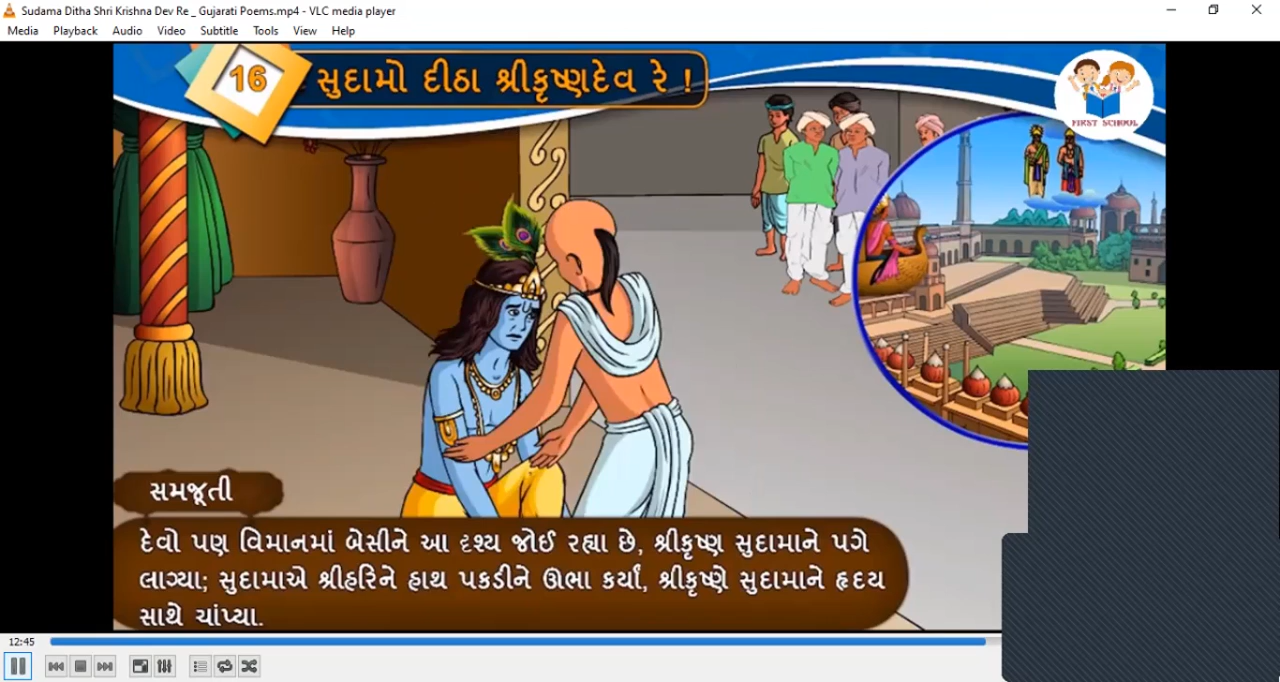 Sudama Ditha Shri Krishna Dev Re _ Gujarati Poems.mp4 - VLC media player
Media Playback Audio Video Subtitle Tools View Help
16 સુદામો દીઠા શ્રીકૃષ્ણદેવ રે !
FIRST SCHOOL
સમજૂતી
દેવો પણ વિમાનમાં બેસીને આ દૃશ્ય જોઈ રહ્યા છે, શ્રીકૃષ્ણ સુદામાને પગે
લાગ્યા; સુદામાએ શ્રીહરિને હાથ પકડીને ઊભા કર્યાં, શ્રીકૃષ્ણે સુદામાને હૃદય
સાથે ચાંપ્યા.
12:45